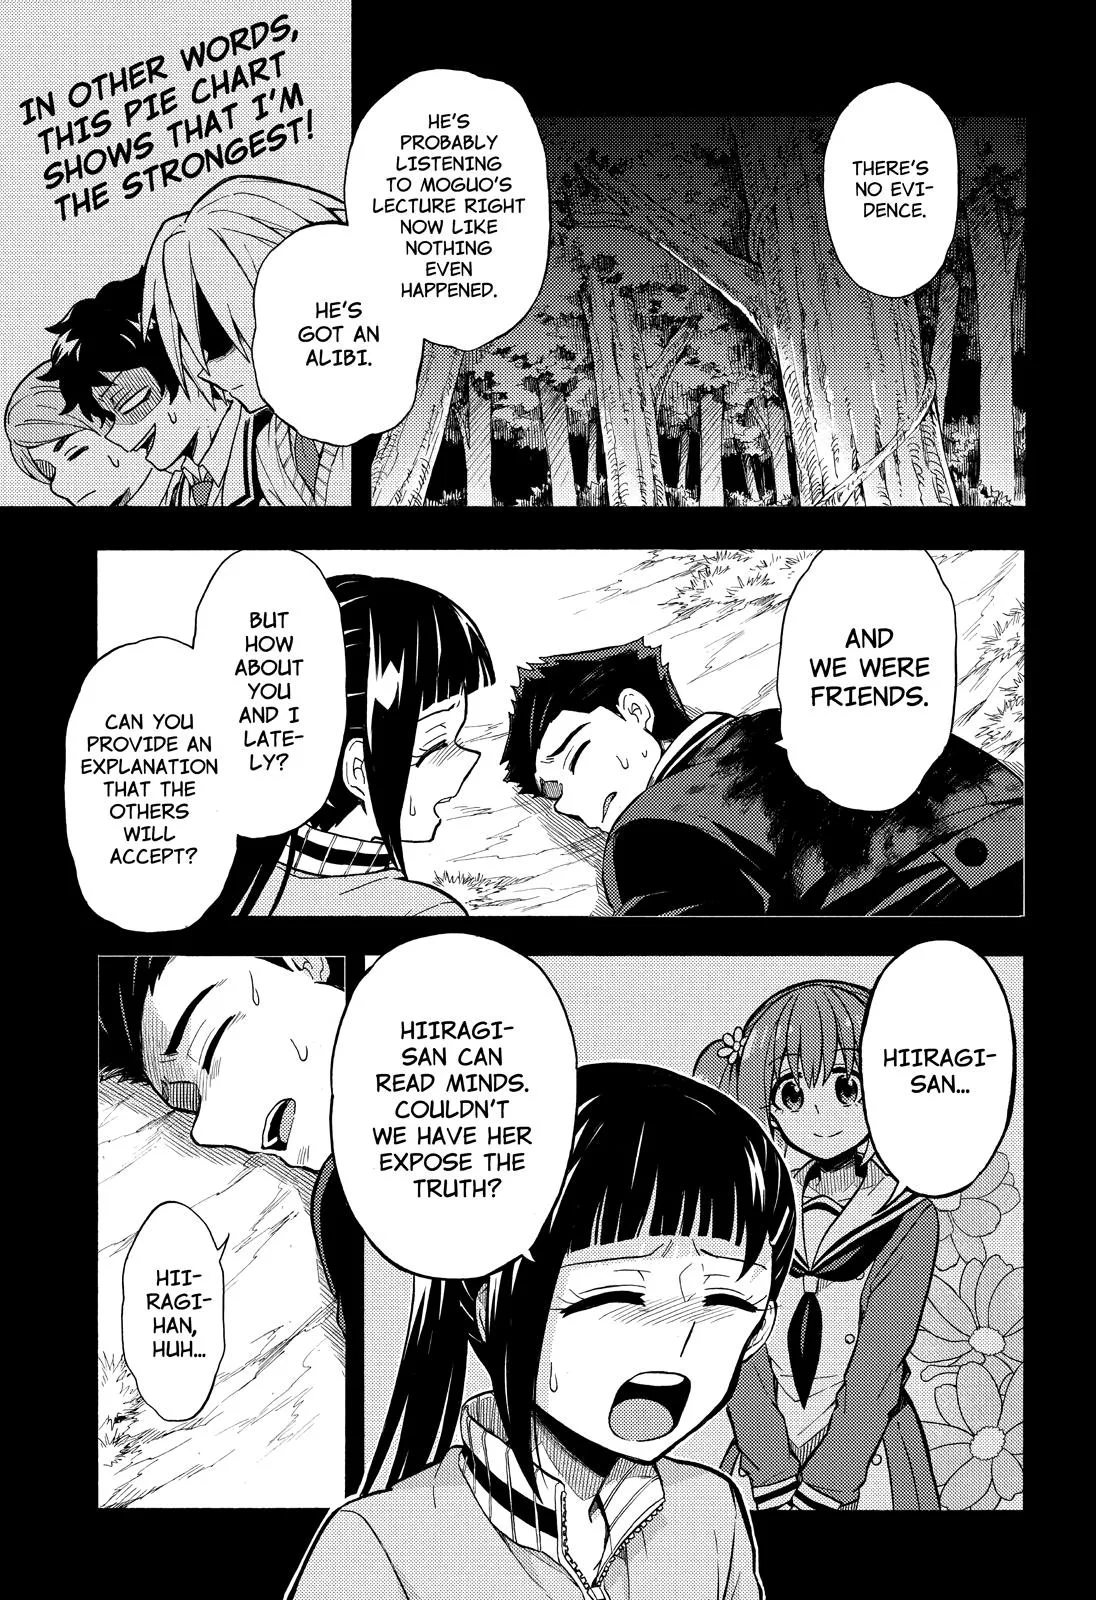 THERE'S
NO EVI-
DENCE.
HE'S
PROBABLY
LISTENING
TO MOGUO'S
LECTURE RIGHT
NOW LIKE
NOTHING
EVEN
HAPPENED.
HE'S
GOT AN
ALIBI.
IN OTHER WORDS,
THIS PIE CHART
SHOWS THAT I'M
THE STRONGEST!
AND
WE WERE
FRIENDS.
BUT
HOW
ABOUT
YOU
AND I
LATE-
LY?
CAN YOU
PROVIDE AN
EXPLANATION
THAT THE
OTHERS
WILL
ACCEPT?
HIIRAGI-
SAN...
HIIRAGI-
SAN CAN
READ MINDS.
COULDN'T
WE HAVE HER
EXPOSE THE
TRUTH?
HII-
RAGI-
HAN,
HUH...